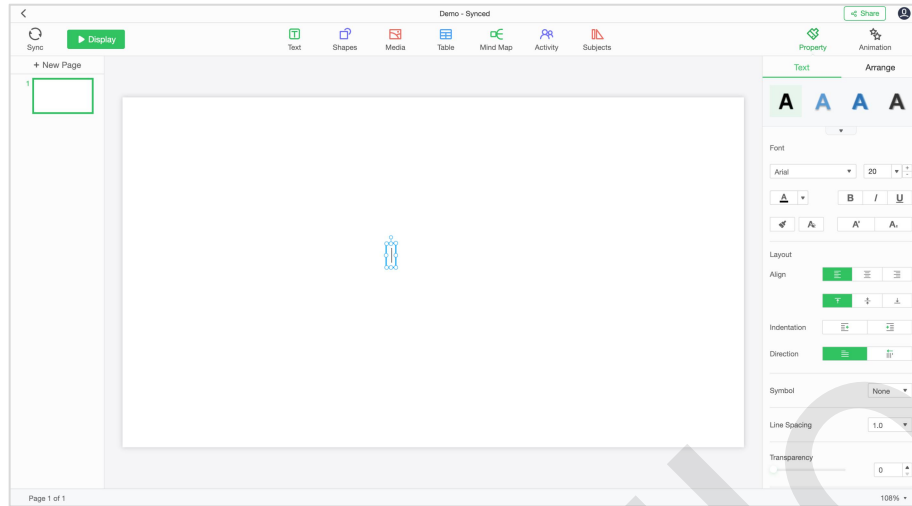 Demo - Synced
Share
Sync
Display
Text
Shapes
Media
Table
Mind Map
Activity
Subjects
Property
Animation
+ New Page
1
Text
Arrange
A A A A
Font
Arial
20
A
B I U
A
A
A
Layout
Align
Indentation
Direction
Symbol
None
Line Spacing
1.0
Transparency
0
Page 1 of 1
108%